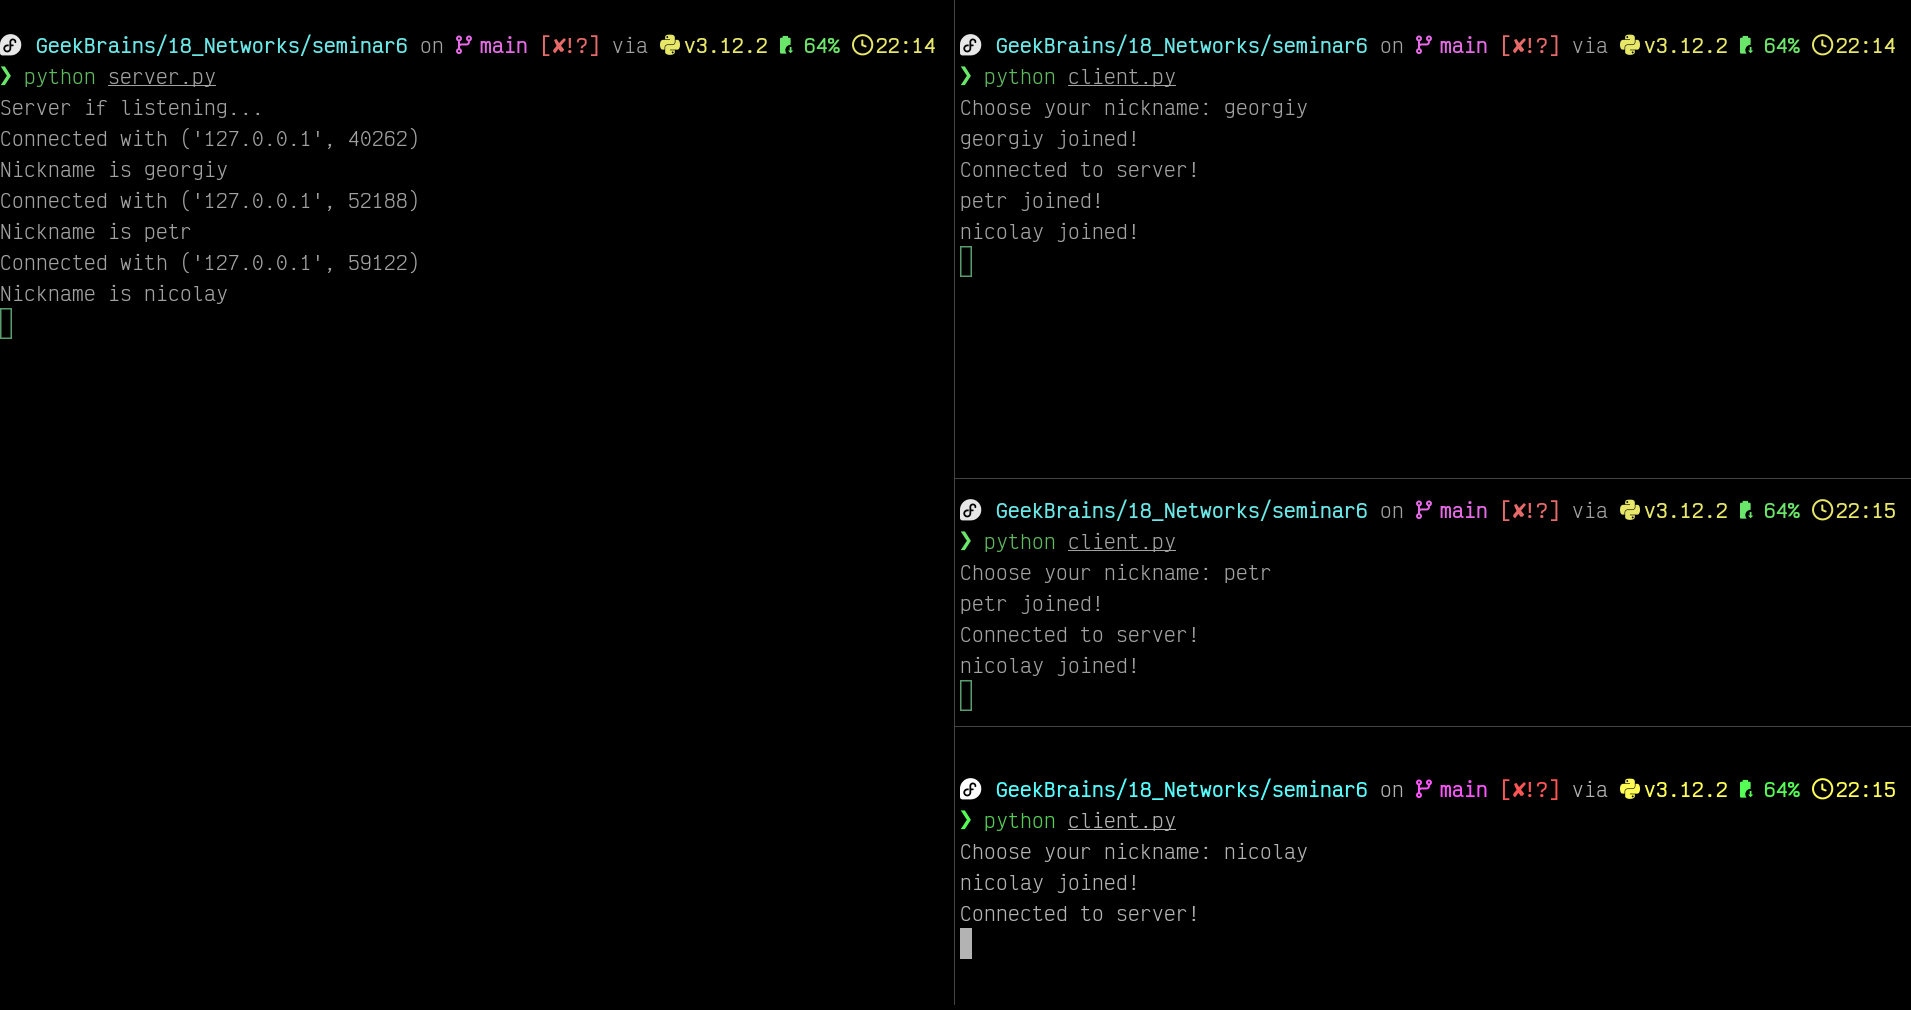 GeekBrains/18_Networks/seminar6 on main [✘!?] via v3.12.2 64% 22:14
❯ python server.py
Server if listening...
Connected with ('127.0.0.1', 40262)
Nickname is georgiy
Connected with ('127.0.0.1', 52188)
Nickname is petr
Connected with ('127.0.0.1', 59122)
Nickname is nicolay
GeekBrains/18_Networks/seminar6 on main [✘!?] via v3.12.2 64% 22:14
❯ python client.py
Choose your nickname: georgiy
georgiy joined!
Connected to server!
petr joined!
nicolay joined!
GeekBrains/18_Networks/seminar6 on main [✘!?] via v3.12.2 64% 22:15
❯ python client.py
Choose your nickname: petr
petr joined!
Connected to server!
nicolay joined!
GeekBrains/18_Networks/seminar6 on main [✘!?] via v3.12.2 64% 22:15
❯ python client.py
Choose your nickname: nicolay
nicolay joined!
Connected to server!